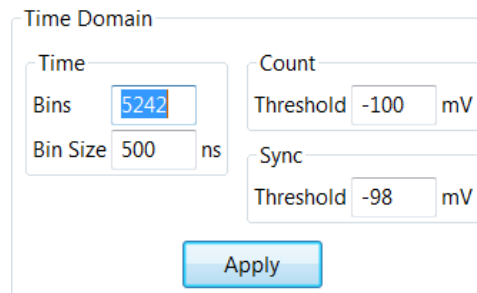 Time Domain
Time
Bins 5242
Bin Size 500 ns
Count
Threshold -100 mV
Sync
Threshold -98 mV
Apply